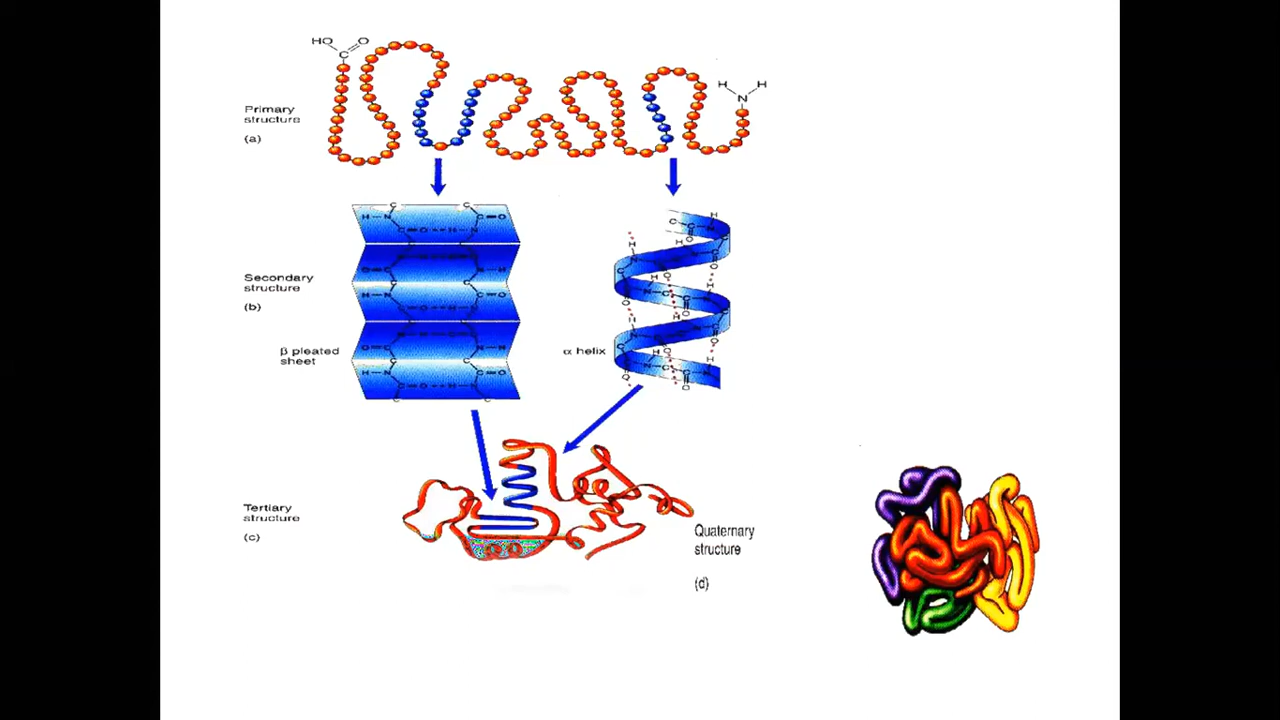 HO
O
C
H
H
N
Primary
structure
(a)
Secondary
structure
(b)
β pleated
sheet
α helix
Tertiary
structure
(c)
Quaternary
structure
(d)